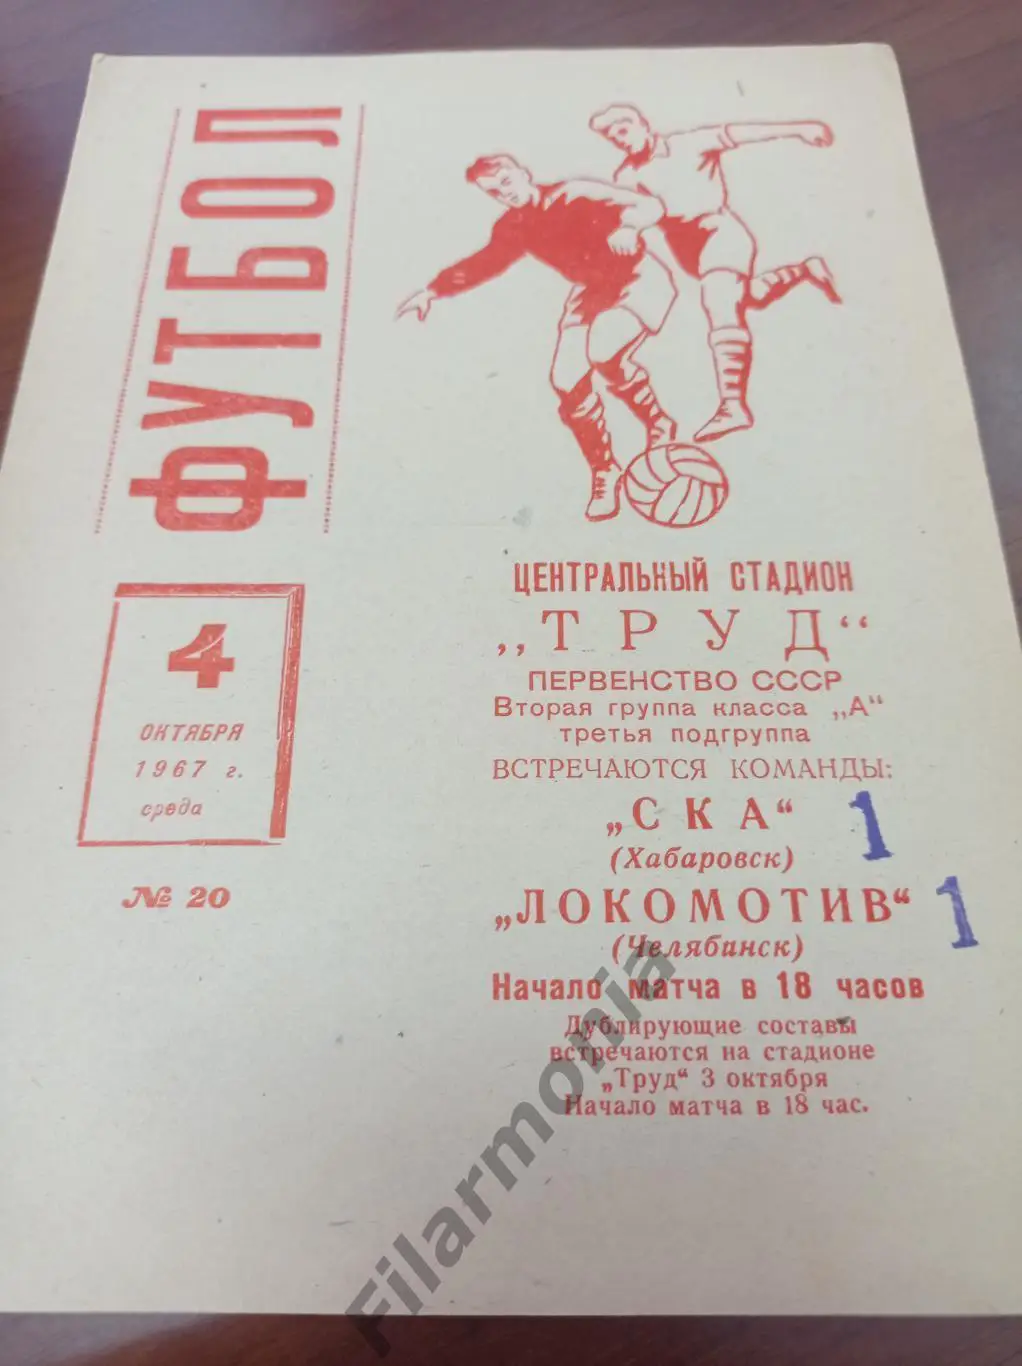 ФУТБОЛ
4
ОКТЯБРЯ
1967 г.
среда
№ 20
ЦЕНТРАЛЬНЫЙ СТАДИОН
„ТРУД“
ПЕРВЕНСТВО СССР
Вторая группа класса „А“
третья подгруппа
ВСТРЕЧАЮТСЯ КОМАНДЫ:
„СКА“ 1
(Хабаровск)
„ЛОКОМОТИВ“ 1
(Челябинск)
Начало матча в 18 часов
Дублирующие составы
встречаются на стадионе
„Труд“ 3 октября
Начало матча в 18 час.
Filarmonia